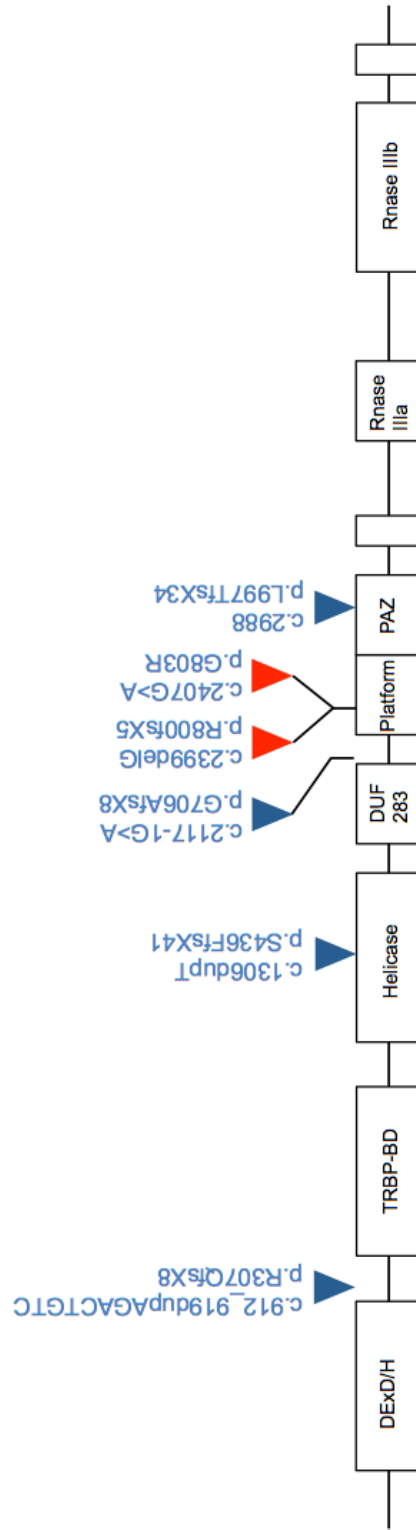 c.912_919dupAGACTGTC
p.R307QfsX8
c.1306dupT
p.S436FfsX41
c.2117-1G>A
p.G706AfsX8
c.2399delG
p.R800fsX5
c.2407G>A
p.G803R
c.2988
p.L997TfsX34
DExD/H
TRBP-BD
Helicase
DUF
283
Platform
PAZ
Rnase
IIIa
Rnase IIIb